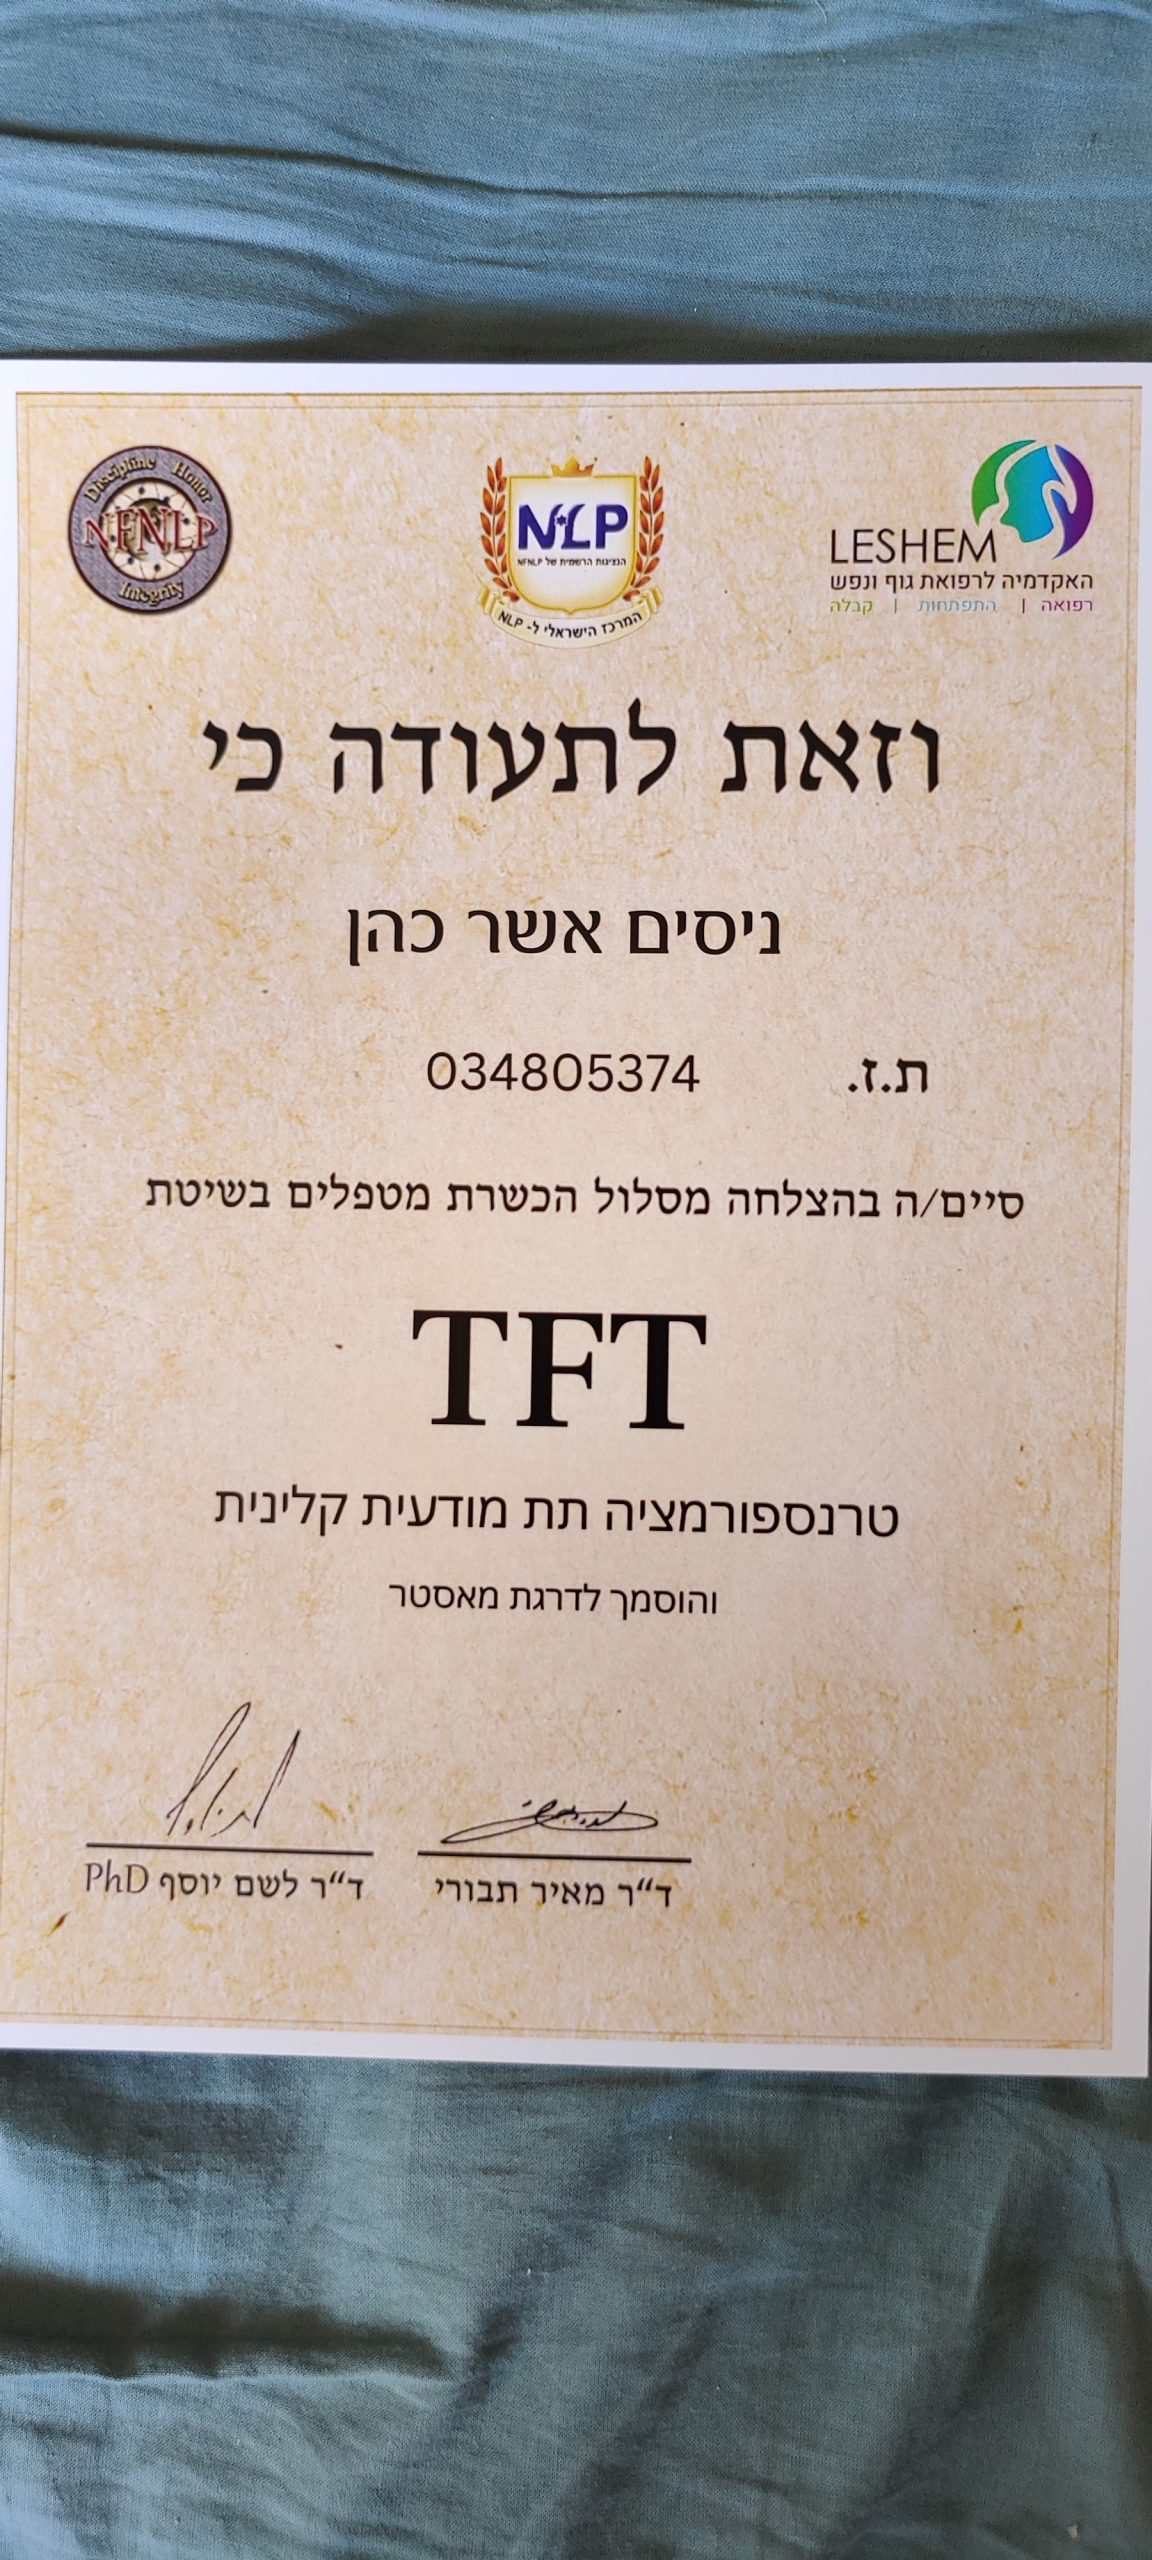 Discipline Honor
NFNLP
Integrity
NLP
הנציגות הרשמית של NFNLP
המרכז הישראלי ל- NLP
LESHEM
האקדמיה לרפואת גוף ונפש
רפואה | התפתחות | קבלה
וזאת לתעודה כי
ניסים אשר כהן
ת.ז. 034805374
סיים/ה בהצלחה מסלול הכשרת מטפלים בשיטת
TFT
טרנספורמציה תת מודעית קלינית
והוסמך לדרגת מאסטר
ד"ר מאיר תבורי
ד"ר לשם יוסף PhD